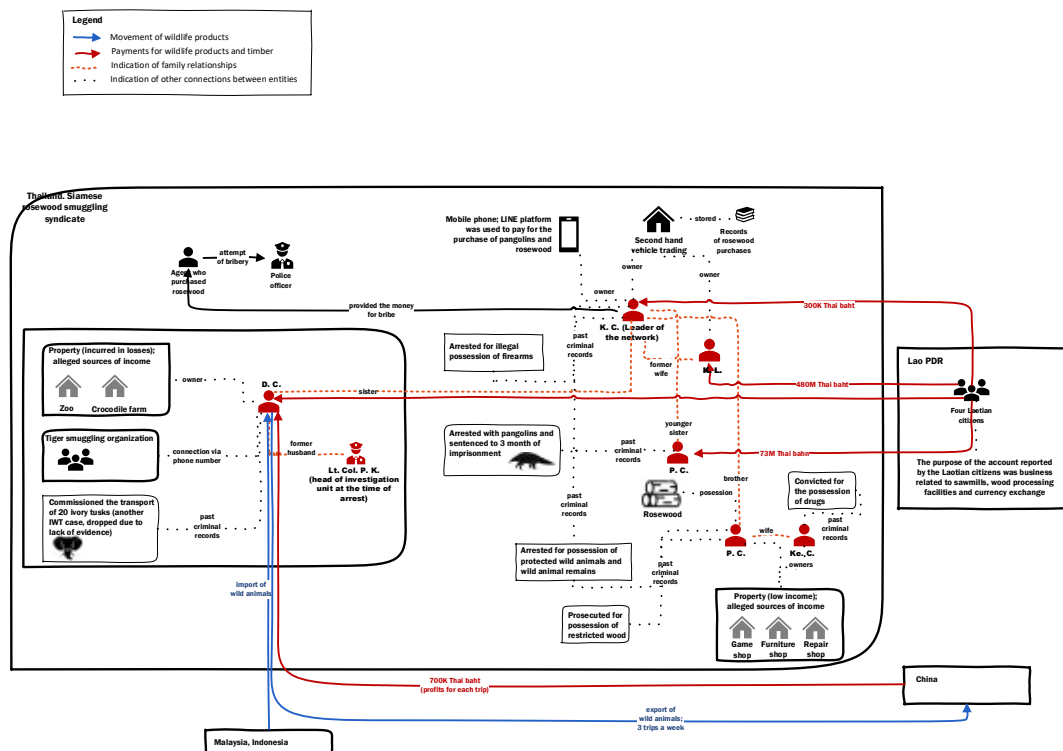 Legend
Movement of wildlife products
Payments for wildlife products and timber
Indication of family relationships
Indication of other connections between entities
Thailand. Siamese
rosewood smuggling
syndicate
Mobile phone; LINE platform
was used to pay for the
purchase of pangolins and
rosewood
Second hand
vehicle trading
stored
Records
of rosewood
purchases
attempt
of bribery
Agent who
purchased
rosewood
Police
officer
owner
owner
owner
provided the money
for bribe
K. C. (Leader of
the network)
300K Thai baht
Property (incurred in losses);
alleged sources of income
Zoo
Crocodile farm
owner
D. C.
sister
Arrested for illegal
possession of firearms
past
criminal
records
former
wife
K. L.
480M Thai baht
Lao PDR
Four Laotian
citizens
The purpose of the account reported
by the Laotian citizens was business
related to sawmills, wood processing
facilities and currency exchange
Tiger smuggling organization
connection via
phone number
former
husband
Lt. Col. P. K.
(head of investigation
unit at the time of
arrest)
Arrested with pangolins and
sentenced to 3 month of
imprisonment
past
criminal
records
younger
sister
P. C.
73M Thai bahn
Rosewood
posession
brother
Convicted for the
possession
of drugs
Commissioned the transport
of 20 ivory tusks (another
IWT case, dropped due to
lack of evidence)
past
criminal
records
past
criminal
records
P. C.
wife
Ke. C.
past
criminal
records
Arrested for possession of
protected wild animals and
wild animal remains
past
criminal
records
owners
import of
wild animals
Prosecuted for
possession of
restricted wood
Property (low income);
alleged sources of income
Game
shop
Furniture
shop
Repair
shop
700K Thai baht
(profits for each trip)
China
export of
wild animals;
3 trips a week
Malaysia, Indonesia